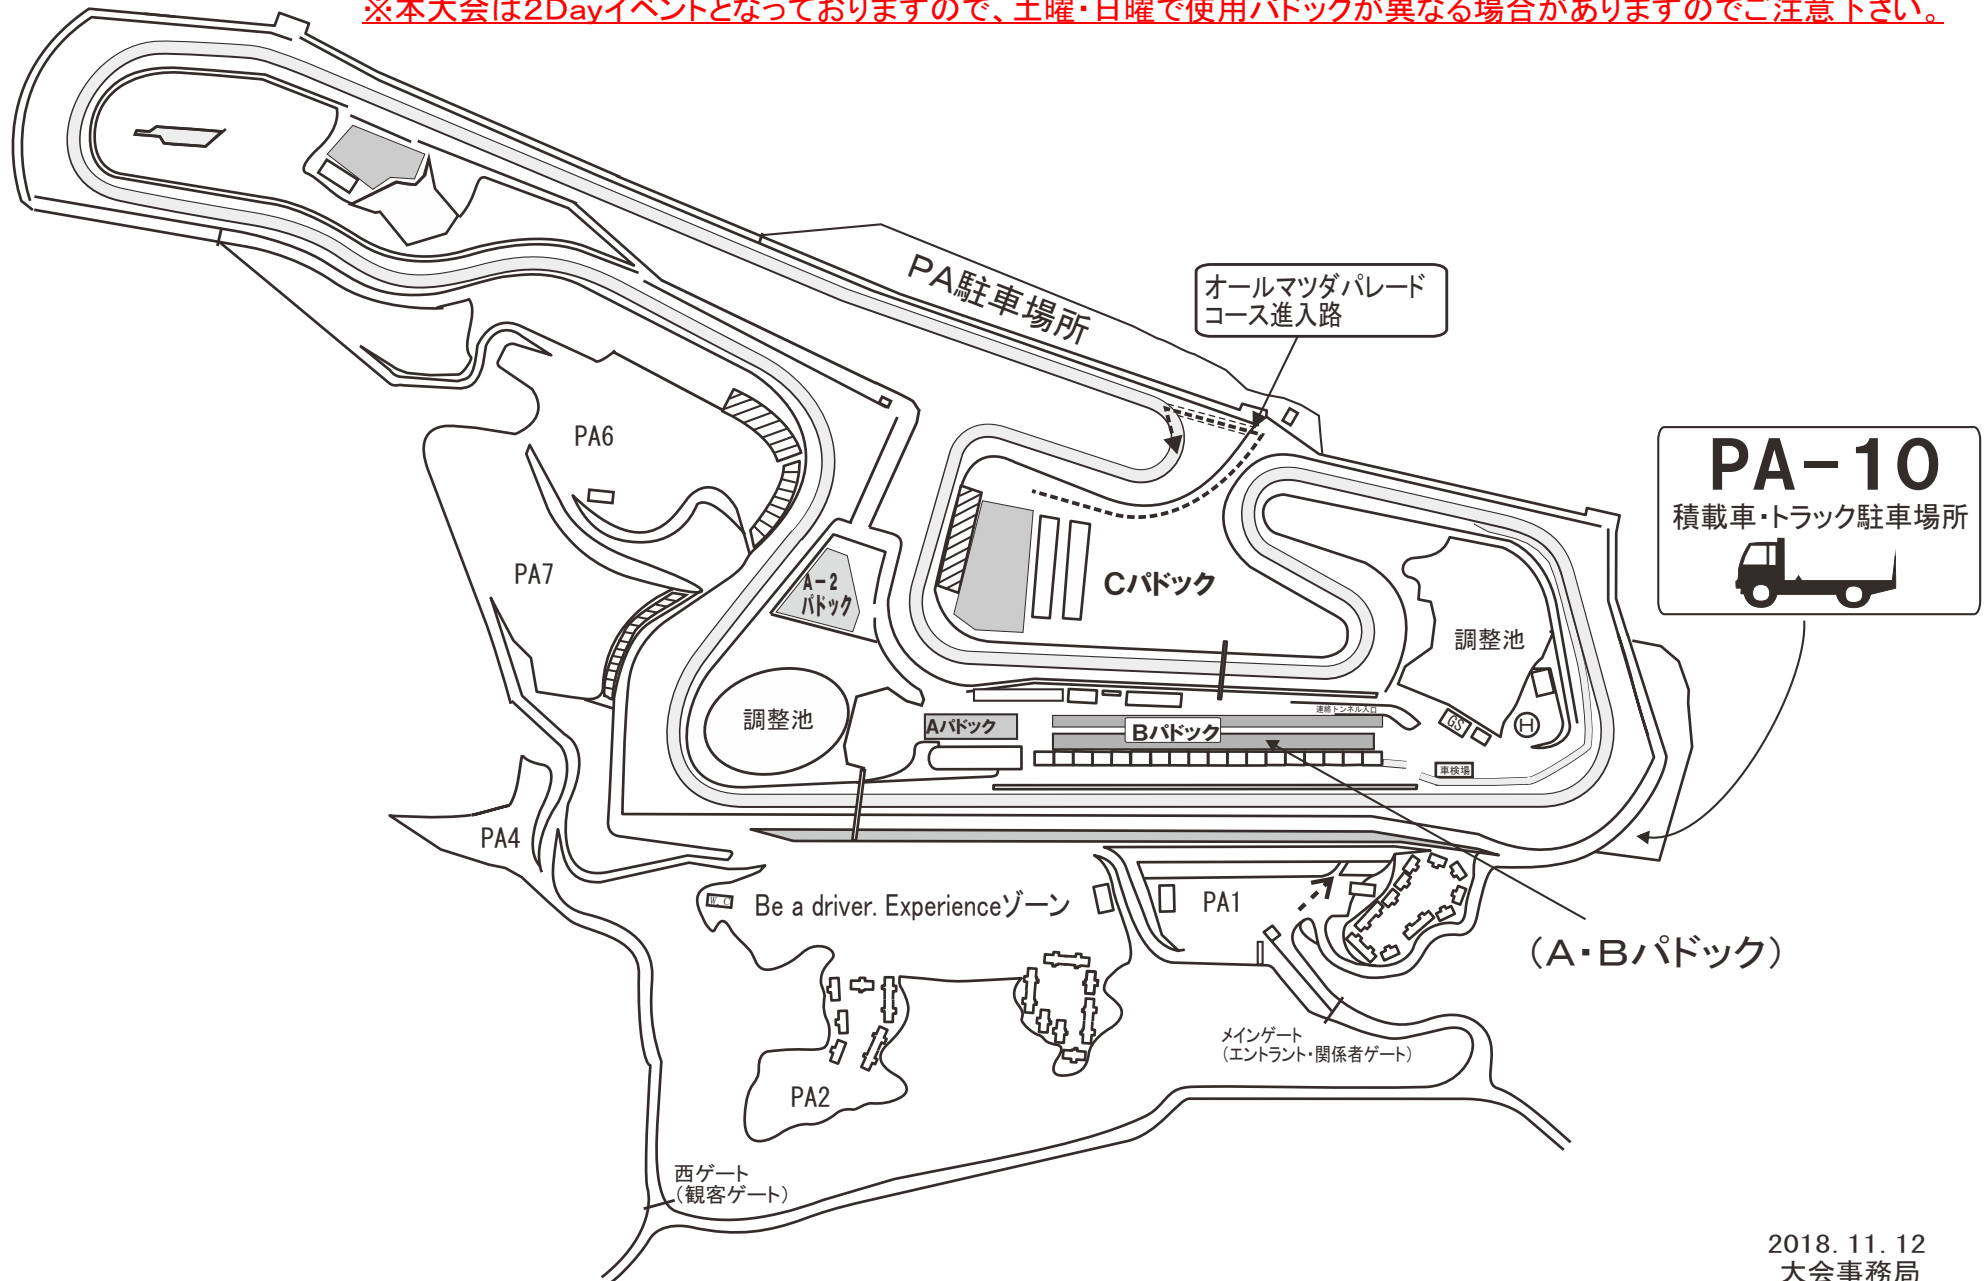 ※本大会は2Dayイベントとなっておりますので、土曜・日曜で使用パドックが異なる場合がありますのでご注意下さい。
PA駐車場所
オールマツダパレード
コース進入路
PA6
PA-10
積載車・トラック駐車場所
PA7
A-2
パドック
Cパドック
調整池
調整池
連絡トンネル入口
Aパドック
Bパドック
GS
H
車検場
PA4
W.C
Be a driver. Experienceゾーン
PA1
(A・Bパドック)
メインゲート
(エントラント・関係者ゲート)
PA2
西ゲート
(観客ゲート)
2018. 11. 12
大会事務局